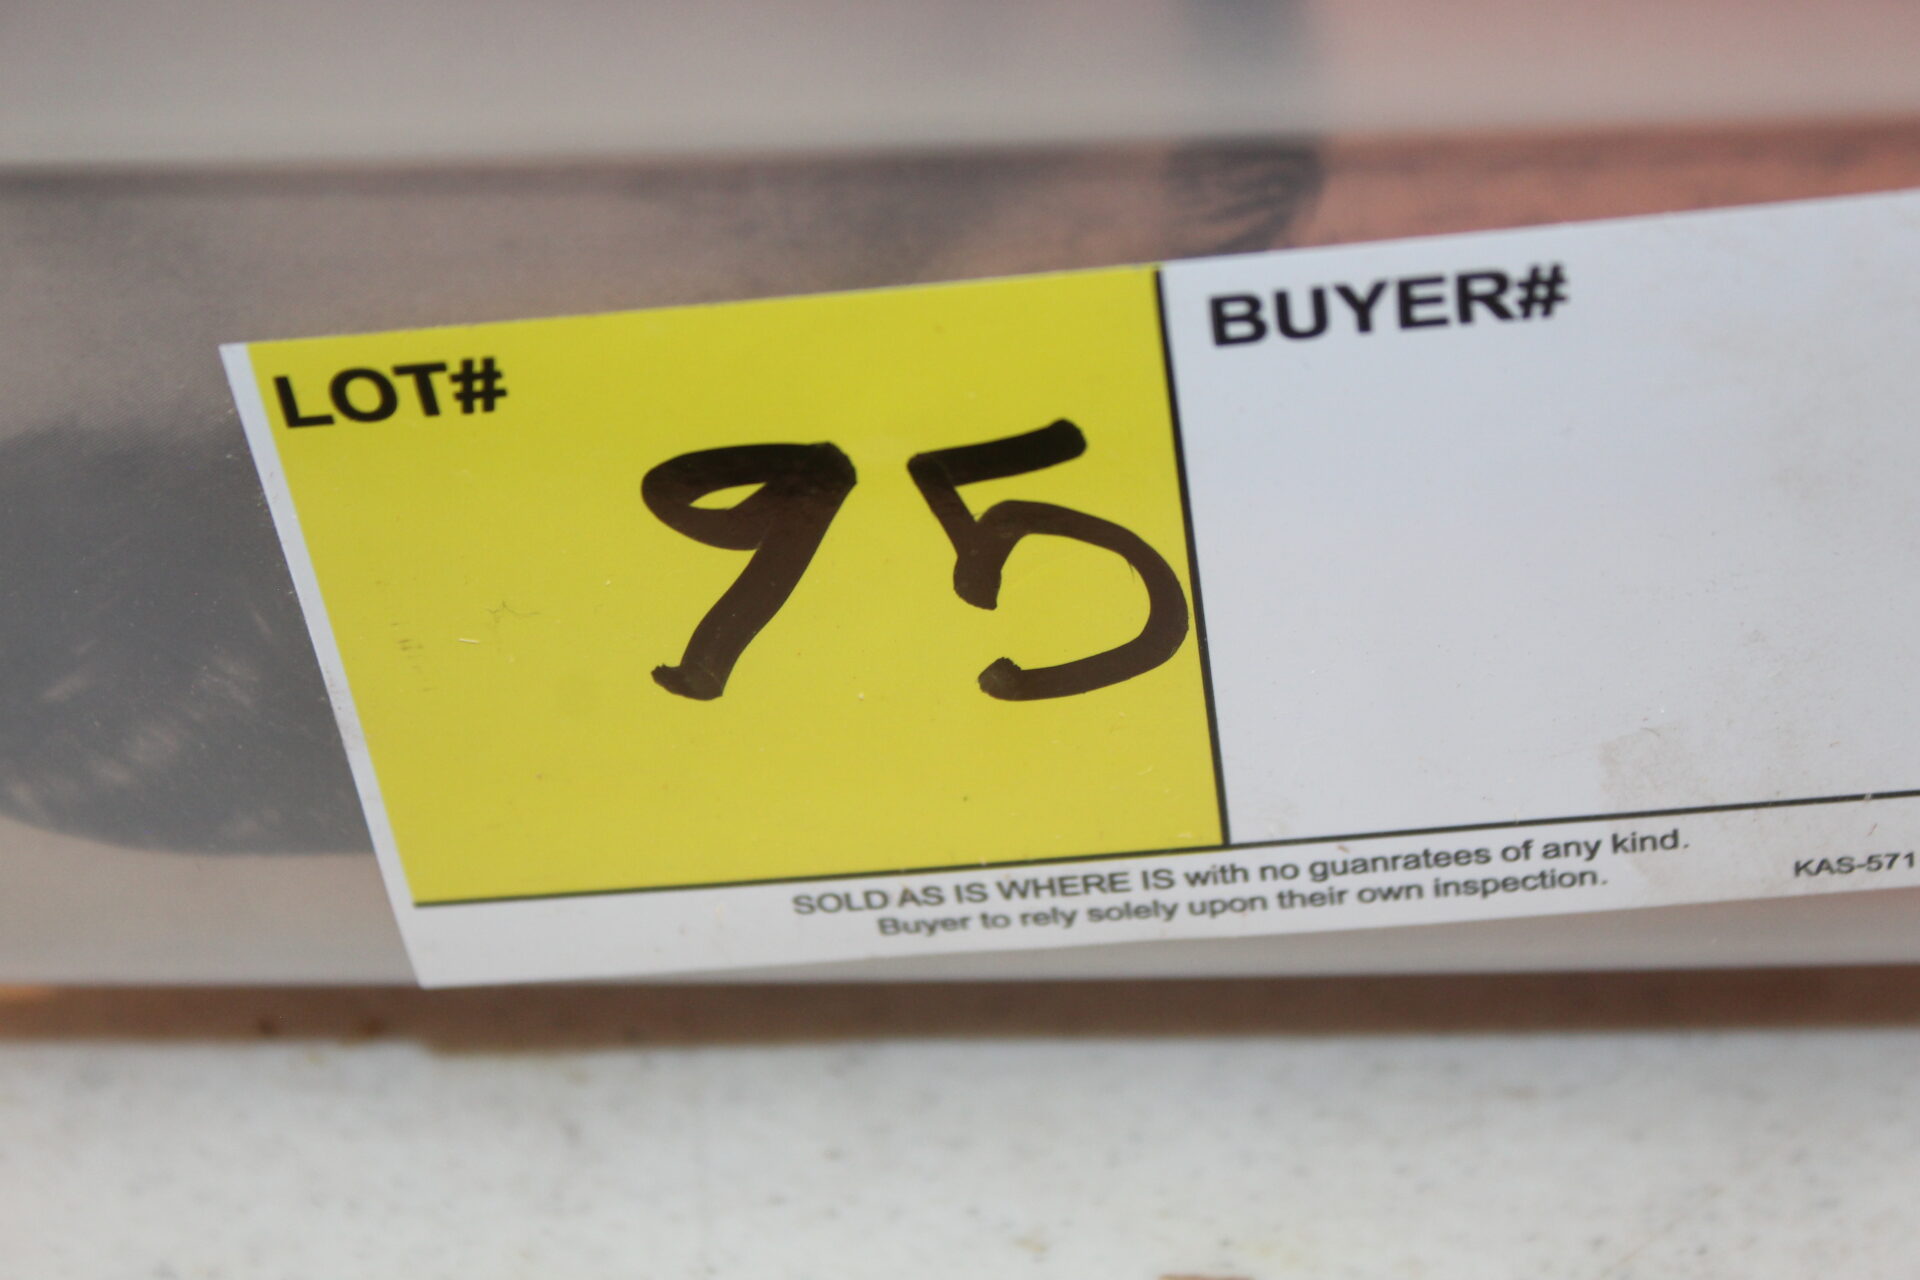 LOT#
BUYER#
95
SOLD AS IS WHERE IS with no guanratees of any kind.
Buyer to rely solely upon their own inspection.
KAS-571